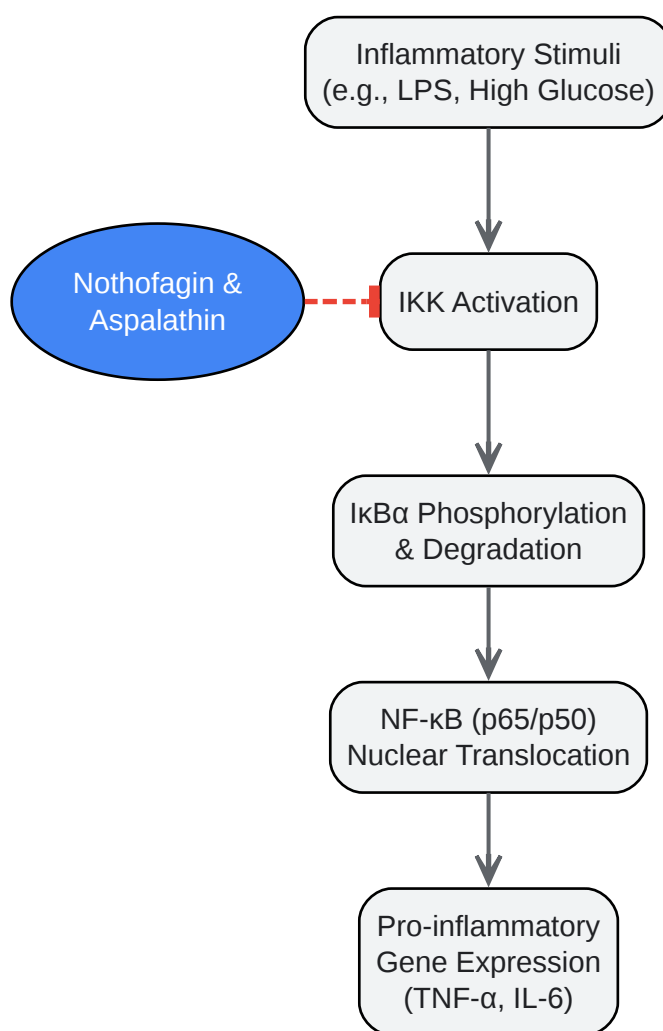 Inflammatory Stimuli
(e.g., LPS, High Glucose)
Nothofagin &
Aspalathin
IKK Activation
IκBα Phosphorylation
& Degradation
NF-κB (p65/p50)
Nuclear Translocation
Pro-inflammatory
Gene Expression
(TNF-α, IL-6)